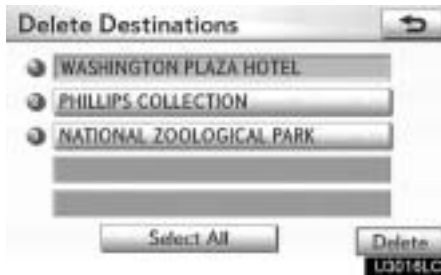 Delete Destinations
WASHINGTON PLAZA HOTEL
PHILLIPS COLLECTION
NATIONAL ZOOLOGICAL PARK
Select All
Delete
U3016LC